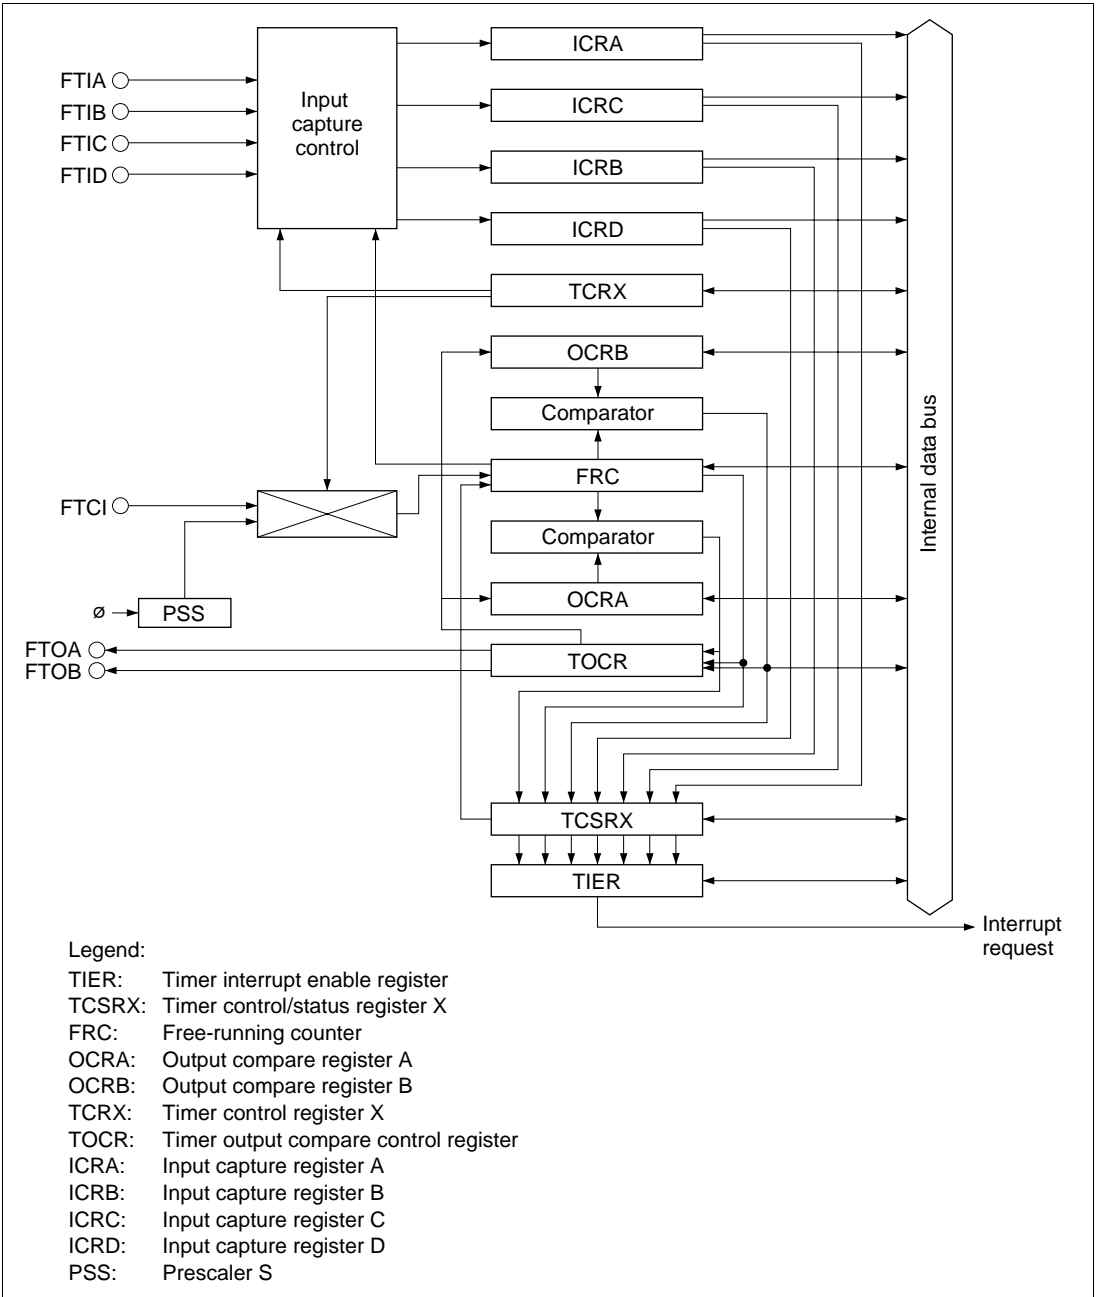 ICRA
FTIA
FTIB
FTIC
FTID
Input
capture
control
ICRC
ICRB
ICRD
TCRX
OCRB
Comparator
FRC
FTCI
Comparator
OCRA
ø
PSS
FTOA
FTOB
TOCR
TCSRX
TIER
Internal data bus
Interrupt
request
Legend:
TIER: Timer interrupt enable register
TCSRX: Timer control/status register X
FRC: Free-running counter
OCRA: Output compare register A
OCRB: Output compare register B
TCRX: Timer control register X
TOCR: Timer output compare control register
ICRA: Input capture register A
ICRB: Input capture register B
ICRC: Input capture register C
ICRD: Input capture register D
PSS: Prescaler S